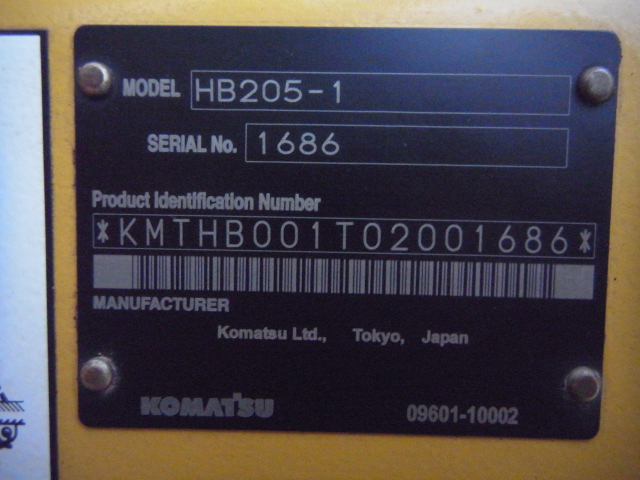 MODEL HB205-1
SERIAL No. 1686
Product Identification Number
*KMTHB001T02001686*
MANUFACTURER
Komatsu Ltd., Tokyo, Japan
KOMATSU 09601-10002